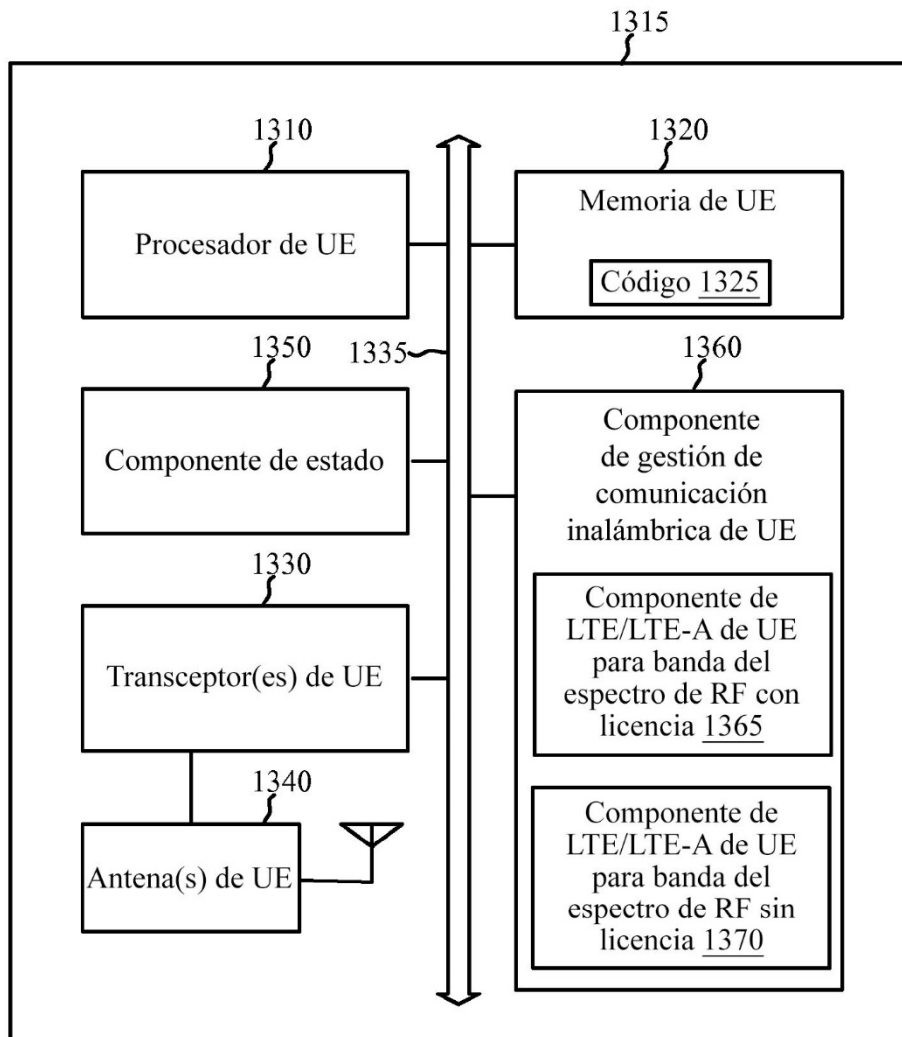 1315
1310
Procesador de UE
1320
Memoria de UE
Código 1325
1350
Componente de estado
1335
1360
Componente
de gestión de
comunicación
inalámbrica de UE
1330
Transceptor(es) de UE
Componente de
LTE/LTE-A de UE
para banda del
espectro de RF con
licencia 1365
1340
Antena(s) de UE
Componente de
LTE/LTE-A de UE
para banda del
espectro de RF sin
licencia 1370